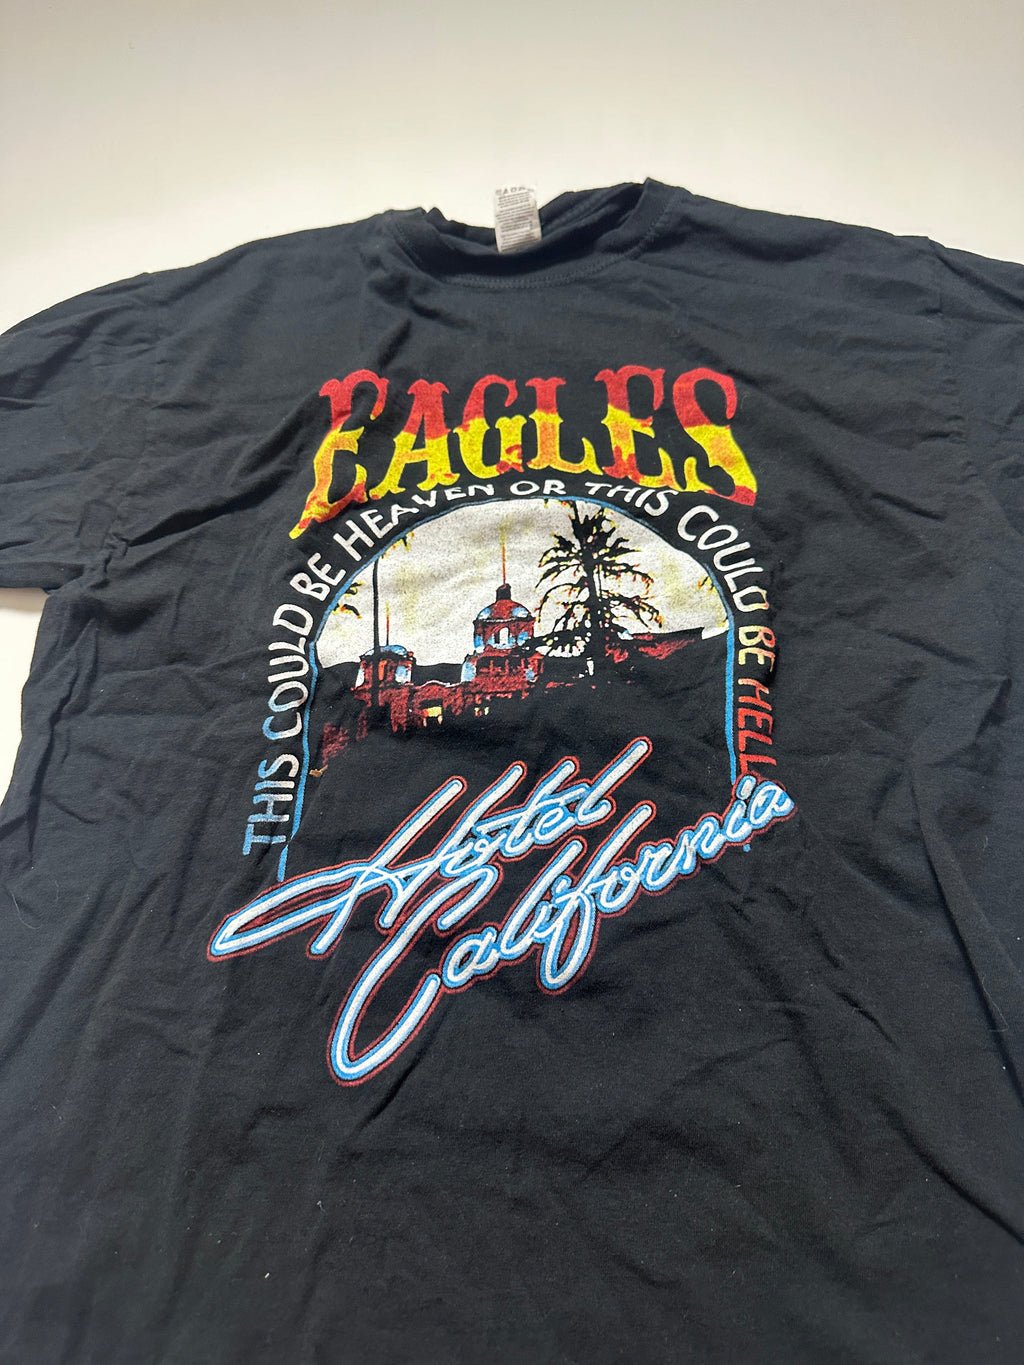 EAGLES
THIS COULD BE HEAVEN OR THIS COULD BE HELL
Hotel
California